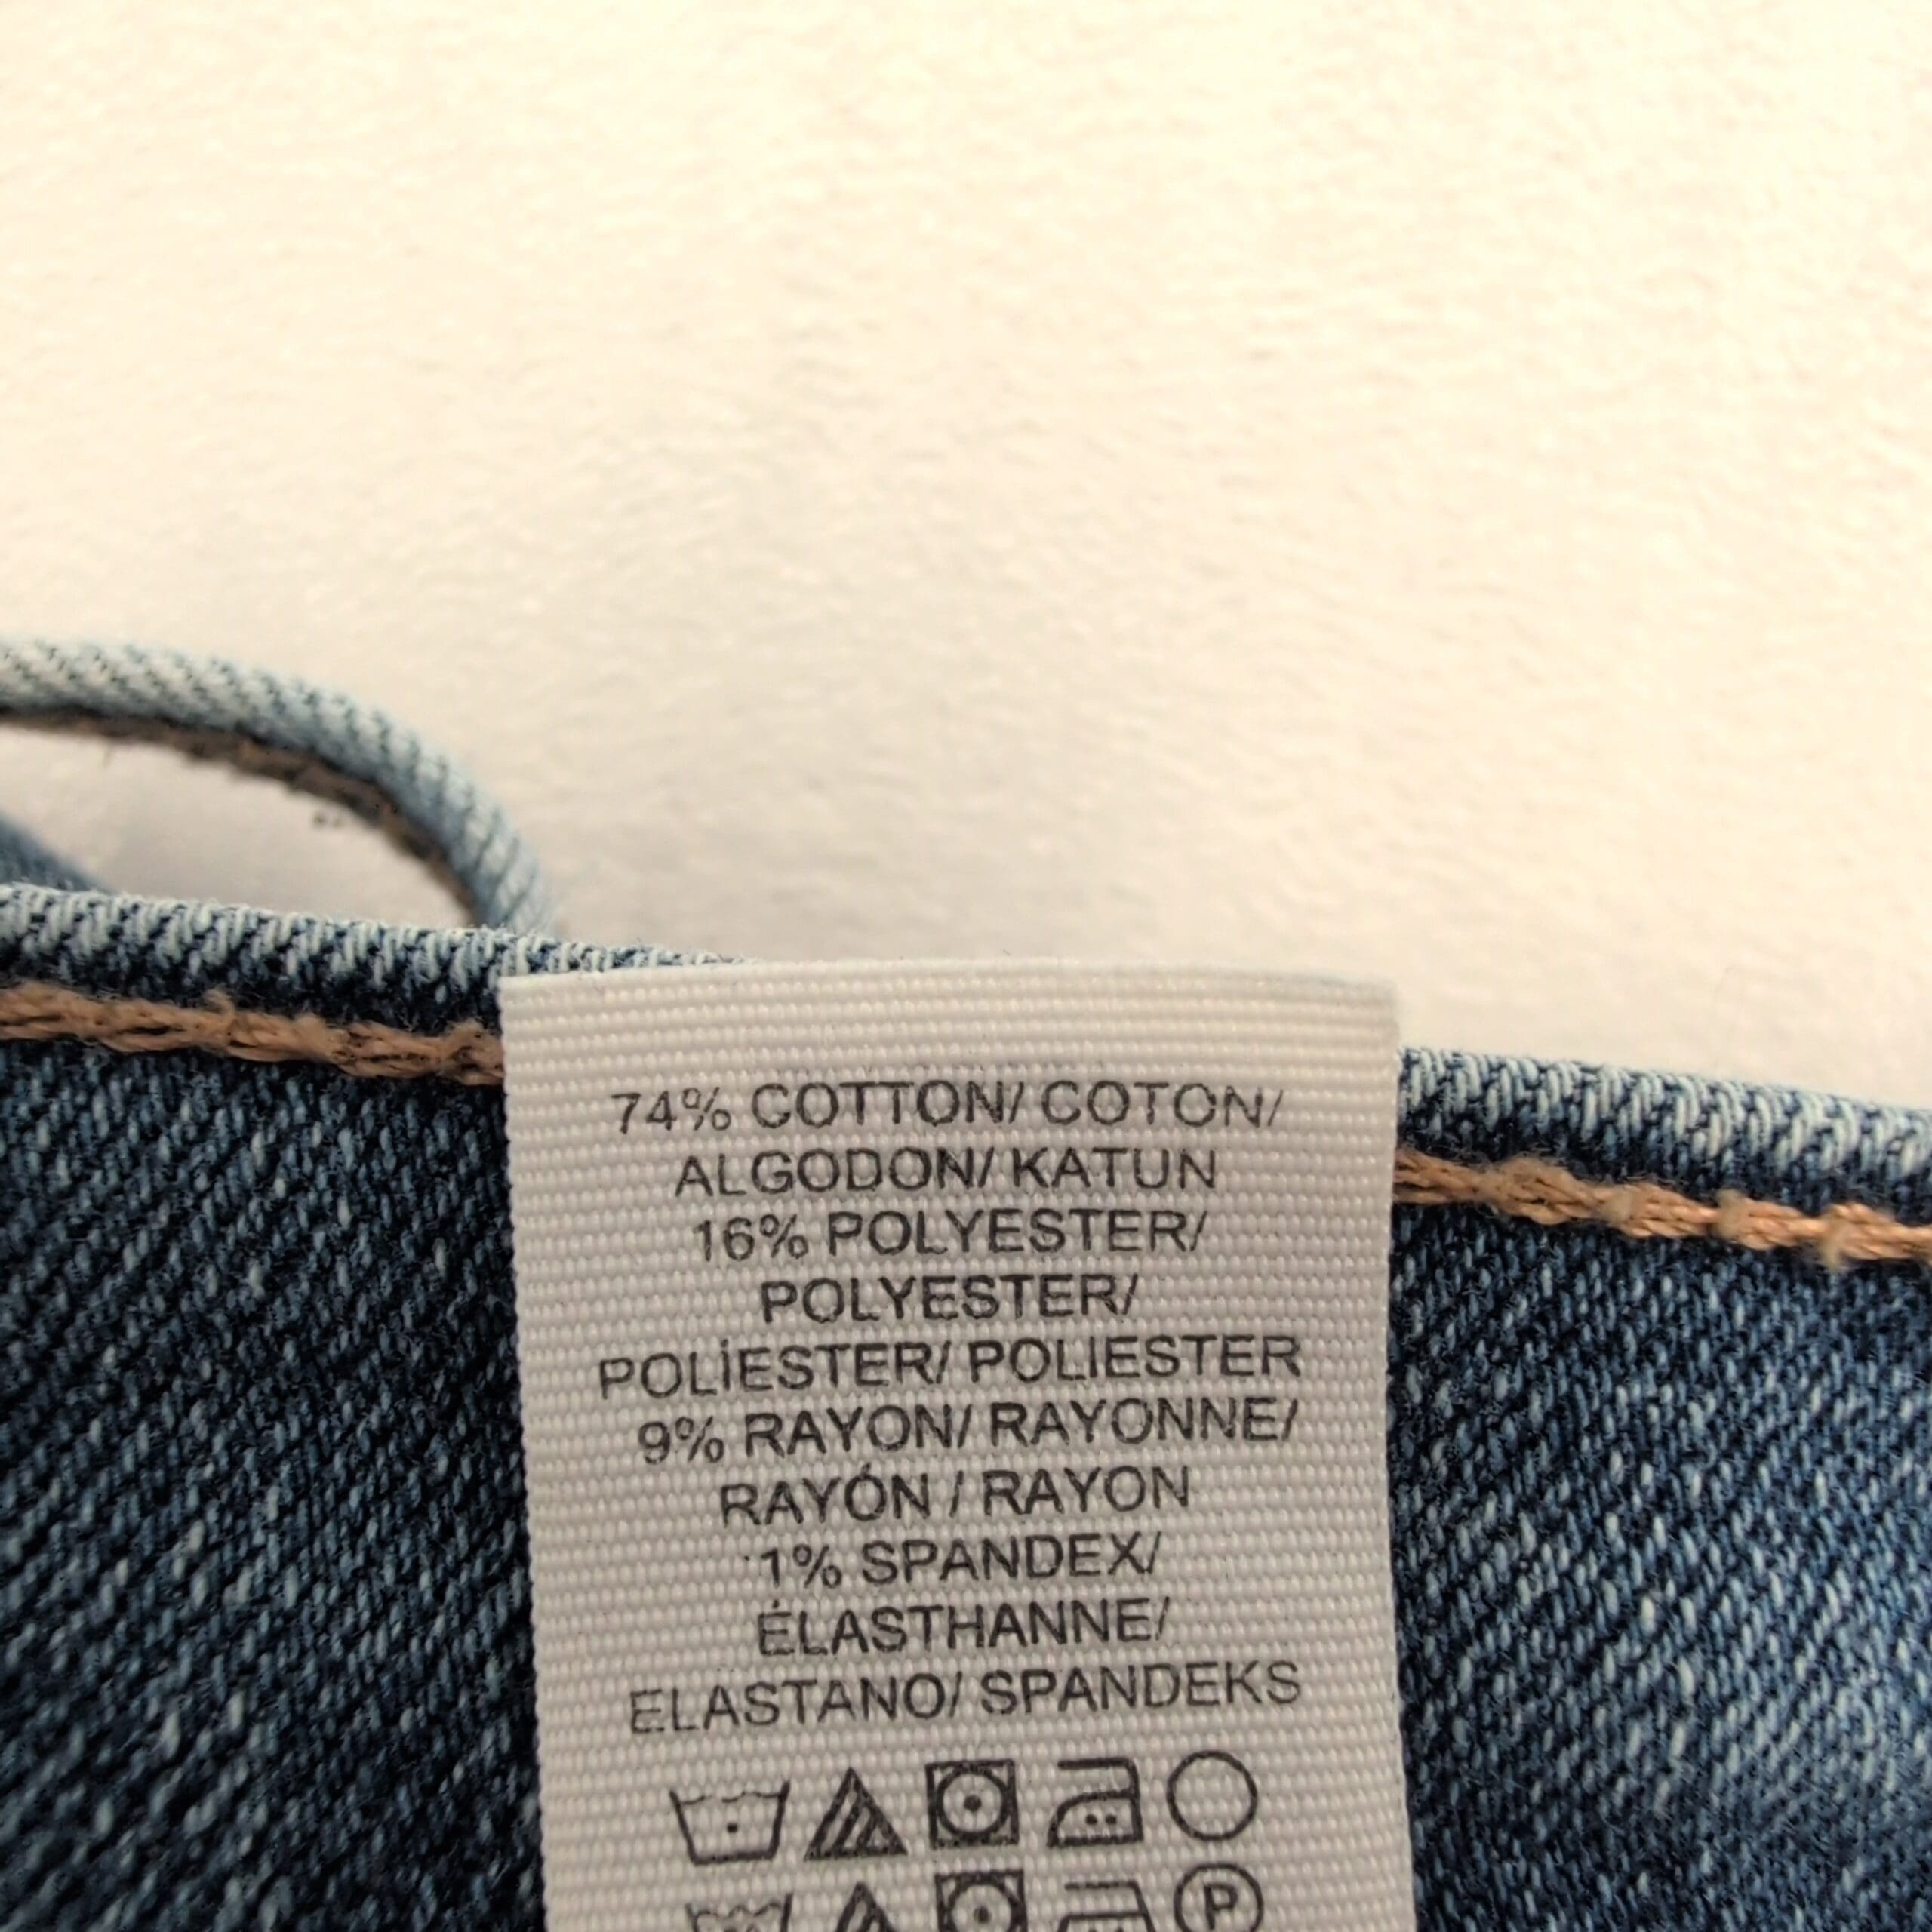 74% COTTON/ COTON/
ALGODON/ KATUN
16% POLYESTER/
POLYESTER/
POLİESTER/ POLIESTER
9% RAYON/ RAYONNE/
RAYÓN / RAYON
1% SPANDEX/
ÉLASTHANNE/
ELASTANO/ SPANDEKS
P